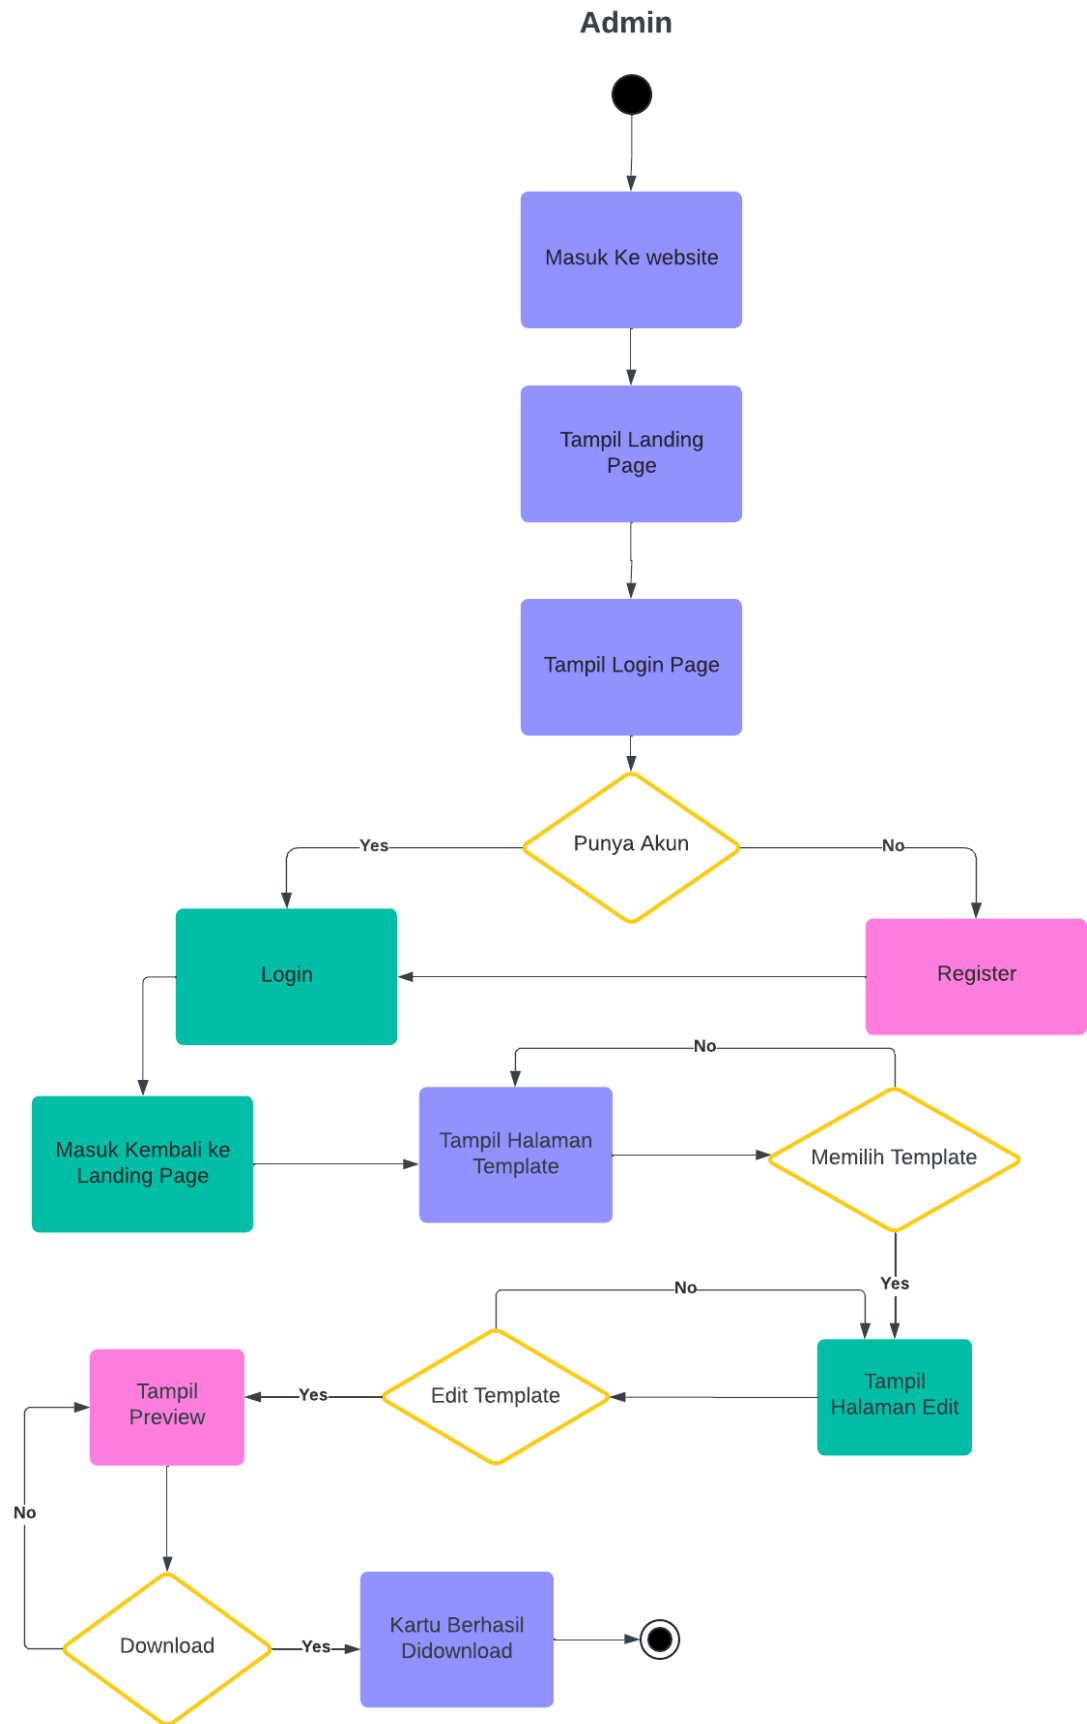 Admin
Masuk Ke website
Tampil Landing
Page
Tampil Login Page
Punya Akun
Yes
No
Login
Register
No
Masuk Kembali ke
Landing Page
Tampil Halaman
Template
Memilih Template
Yes
No
Tampil
Halaman Edit
Edit Template
Yes
Tampil
Preview
No
Download
Yes
Kartu Berhasil
Didownload